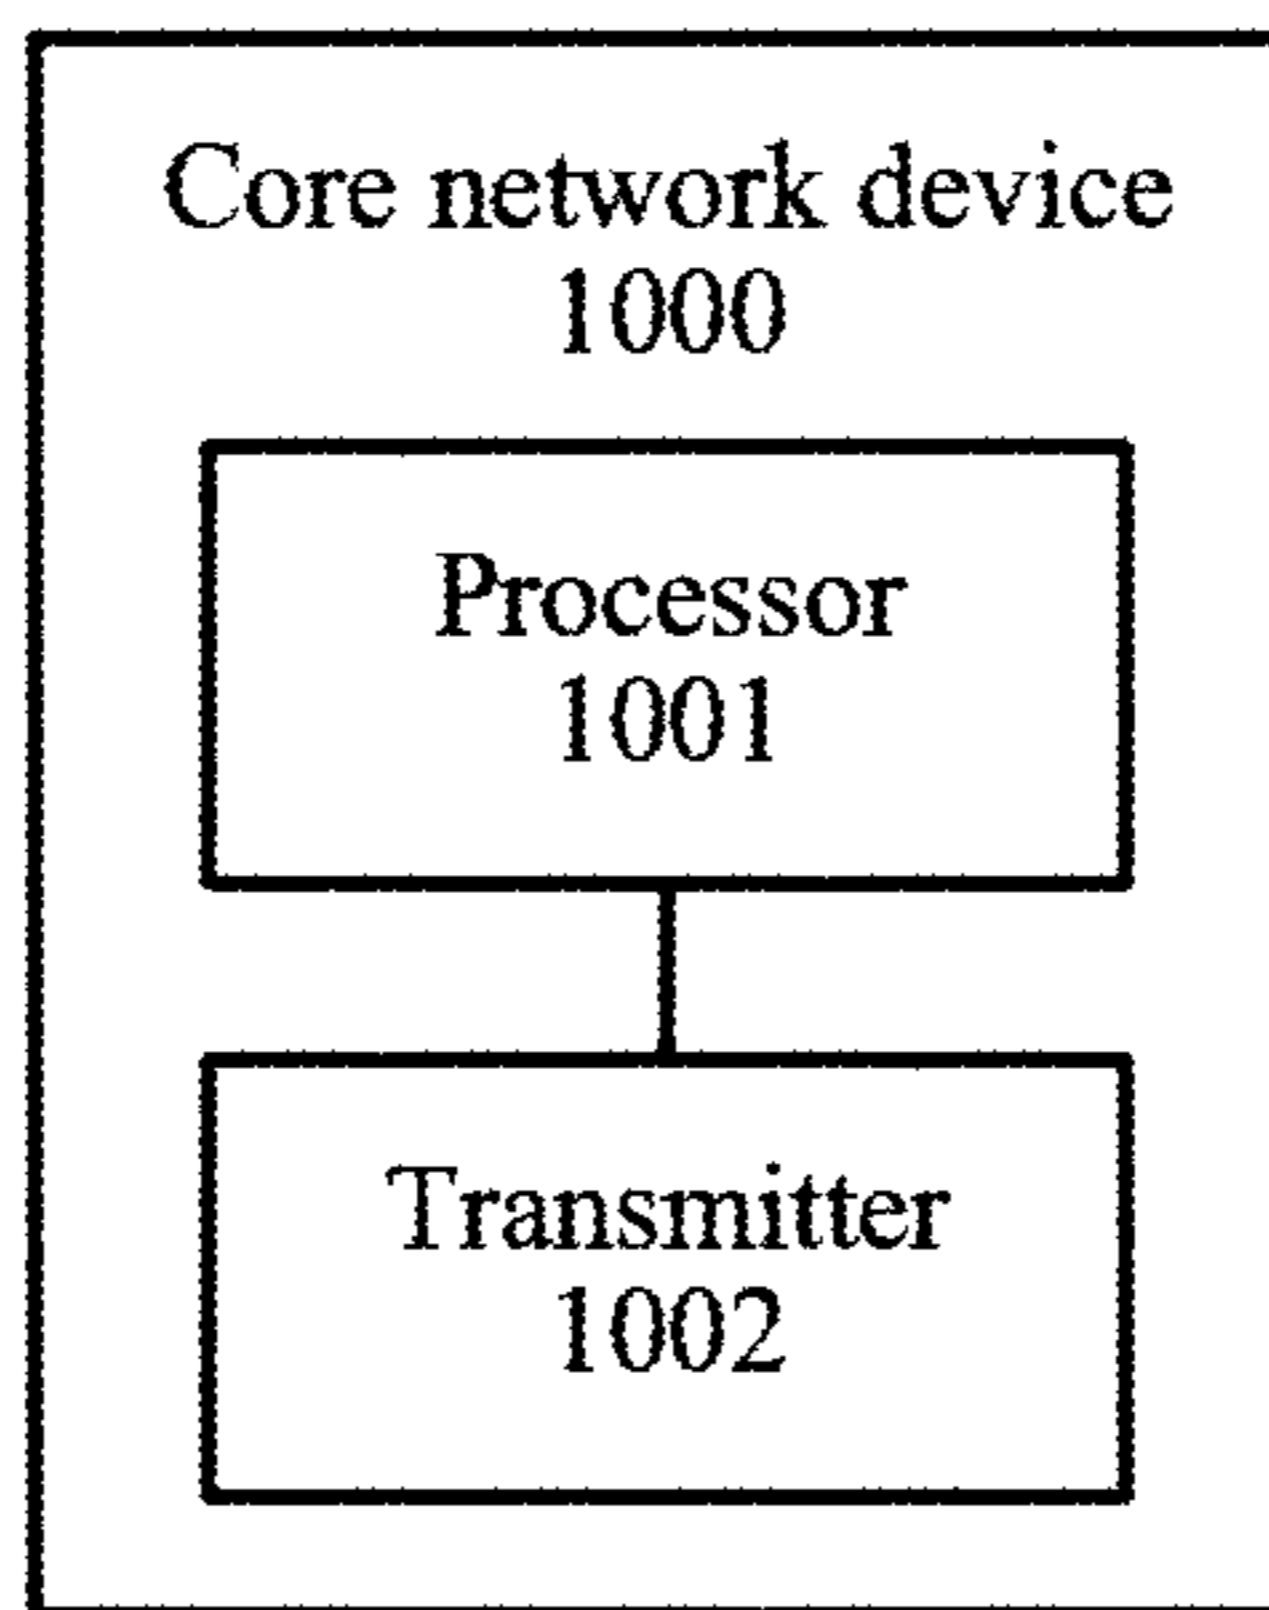 Core network device
1000
Processor
1001
Transmitter
1002